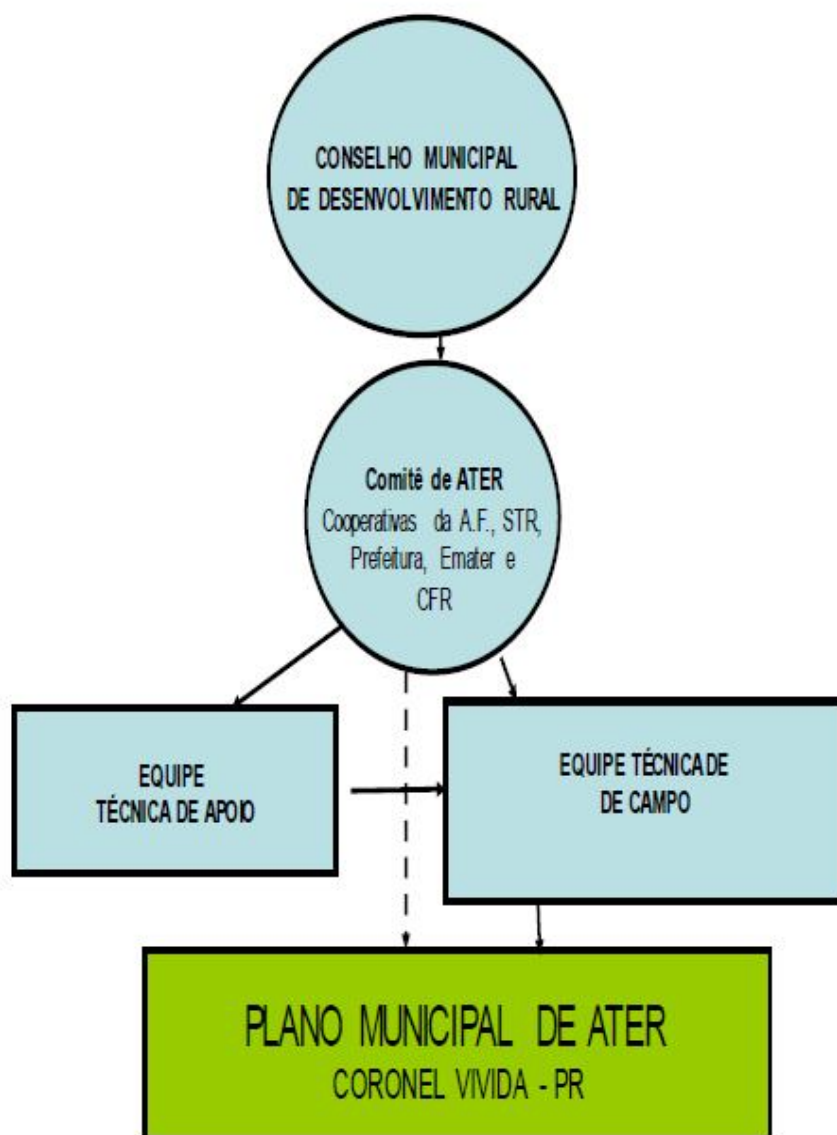 CONSELHO MUNICIPAL
DE DESENVOLVIMENTO RURAL
Comitê de ATER
Cooperativas da A.F., STR,
Prefeitura, Emater e
CFR
EQUIPE
TÉCNICA DE APOIO
EQUIPE TÉCNICA DE
DE CAMPO
PLANO MUNICIPAL DE ATER
CORONEL VIVIDA - PR